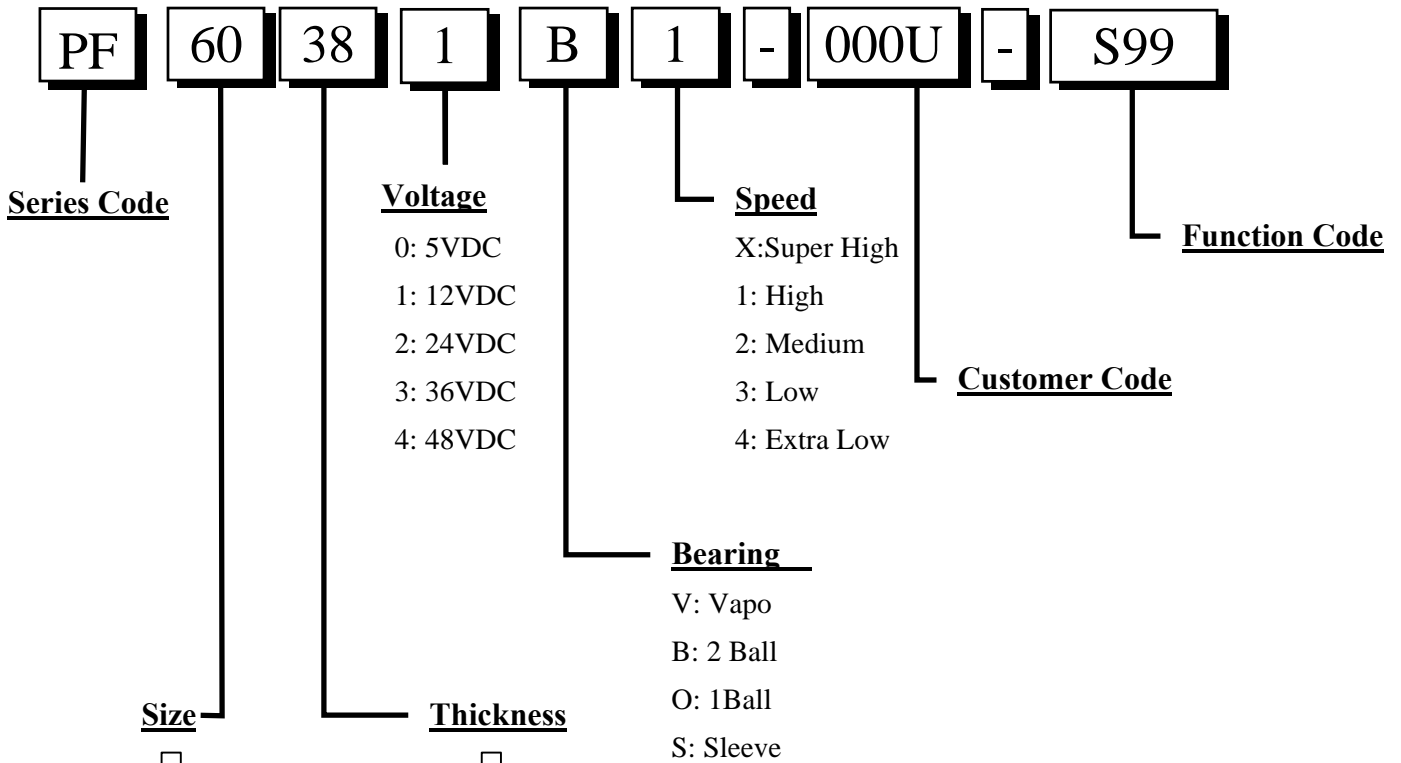 PF 60 38 1 B 1 - 000U - S99
Series Code
Voltage
0: 5VDC
1: 12VDC
2: 24VDC
3: 36VDC
4: 48VDC
Speed
X:Super High
1: High
2: Medium
3: Low
4: Extra Low
Function Code
Customer Code
Bearing
V: Vapo
B: 2 Ball
O: 1Ball
S: Sleeve
Size
Thickness